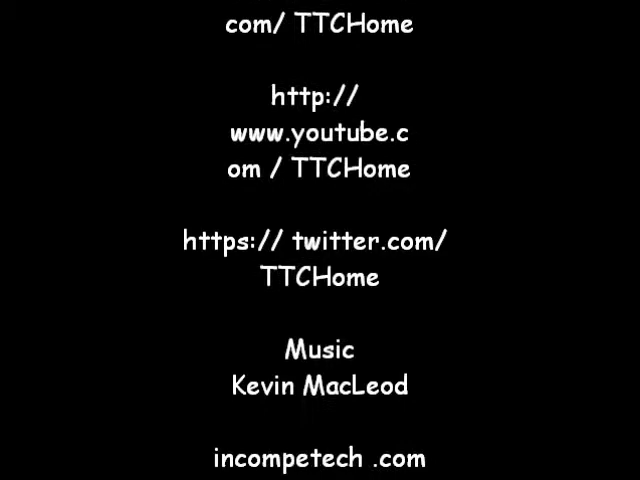 com/ TTCHome
http://
www.youtube.c
om / TTCHome
https:// twitter.com/
TTCHome
Music
Kevin MacLeod
incompetech .com